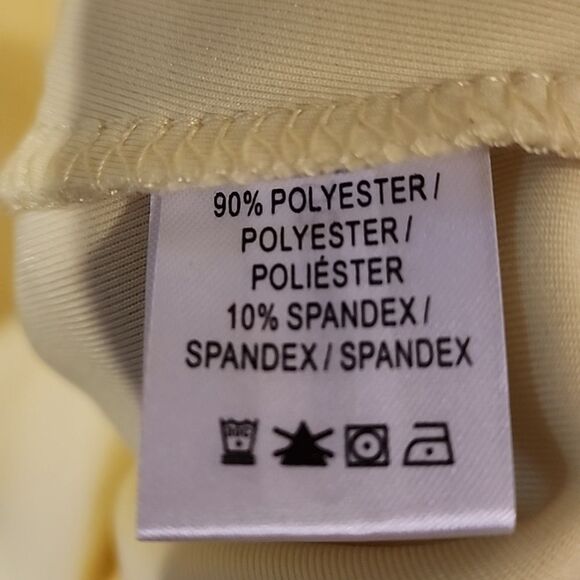 90% POLYESTER /
POLYESTER /
POLIÉSTER
10% SPANDEX /
SPANDEX / SPANDEX